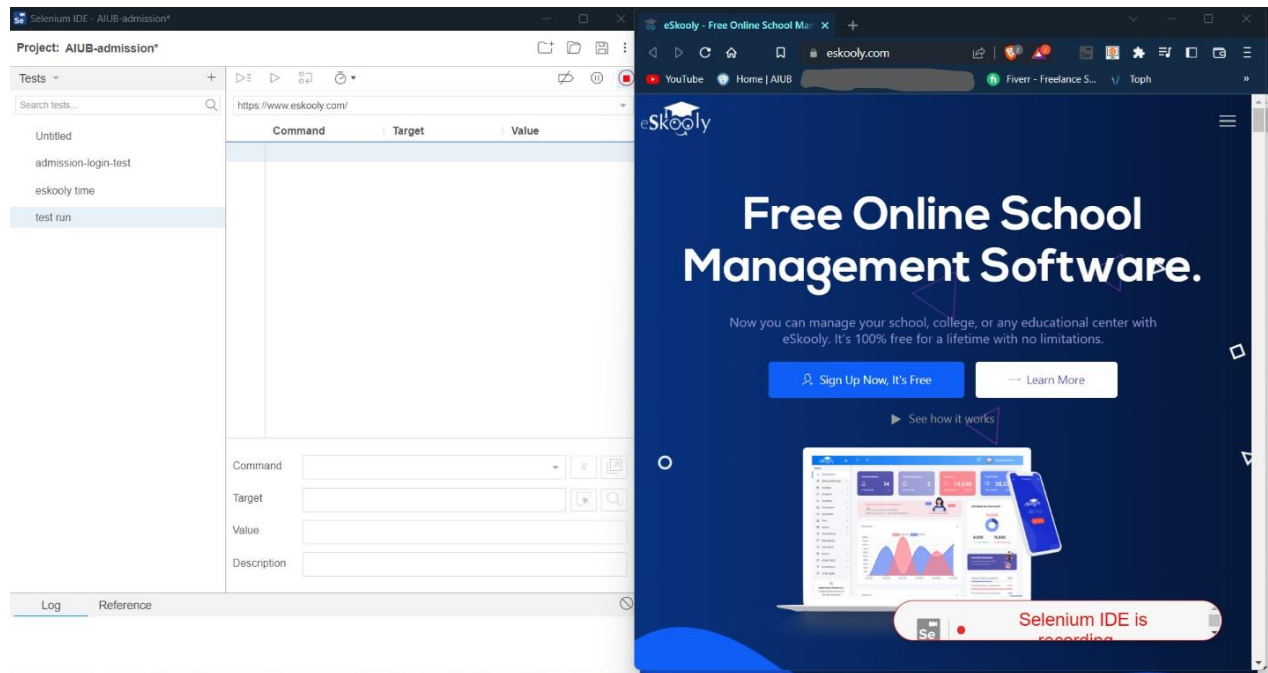 Selenium IDE - AIUB-admission*
Project: AIUB-admission*
Tests
Search tests...
Untitled
admission-login-test
eskooly time
test run
https://www.eskooly.com/
Command Target Value
Command
Target
Value
Description
Log Reference
eSkooly - Free Online School Mar
eskooly.com
YouTube Home | AIUB Fiverr - Freelance S... Toph
eSkooly
Free Online School
Management Software.
Now you can manage your school, college, or any educational center with
eSkooly. It's 100% free for a lifetime with no limitations.
Sign Up Now, It's Free
Learn More
See how it works
Se
Selenium IDE is
recording